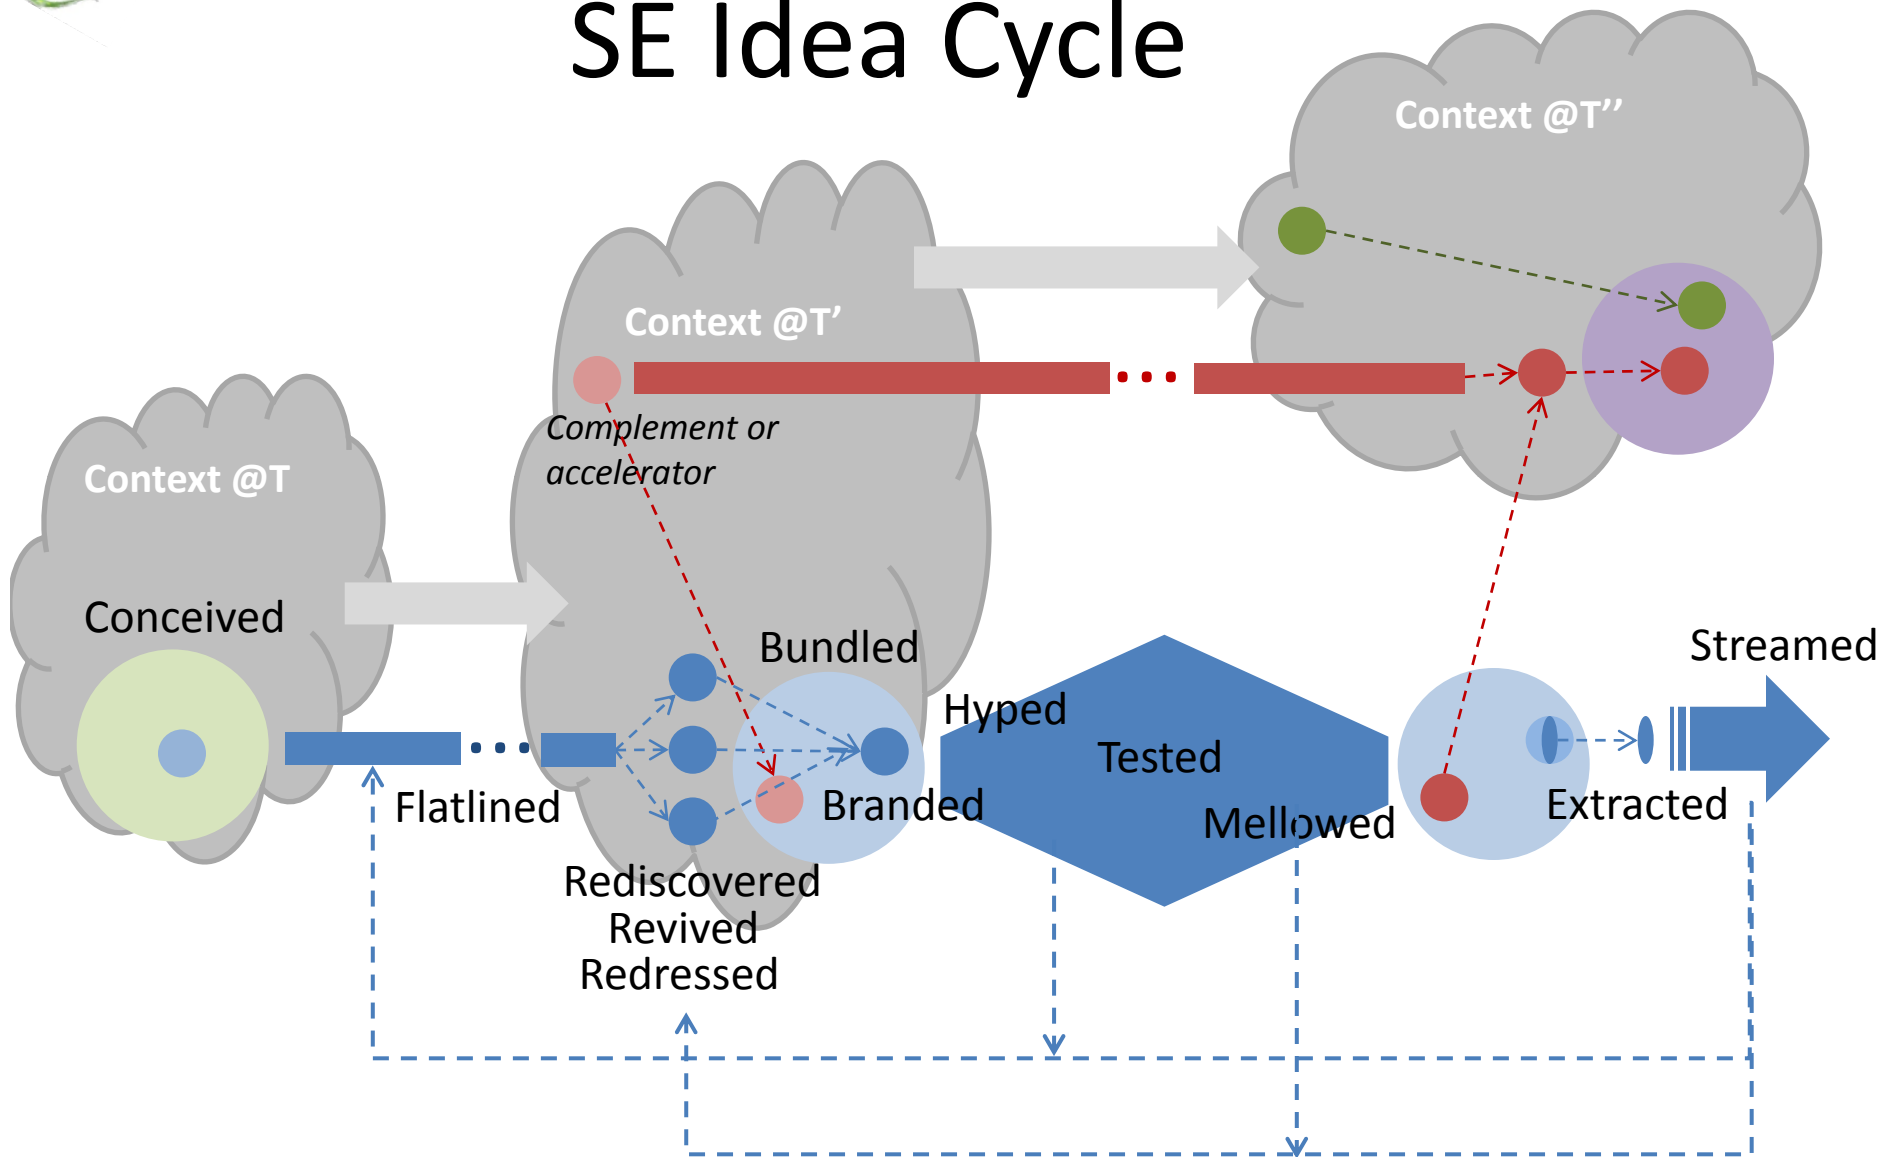 SE Idea Cycle
Context @T’’
Context @T’
Complement or
accelerator
Context @T
Conceived
Bundled
Streamed
Hyped
Tested
Flatlined
Branded
Mellowed
Extracted
Rediscovered
Revived
Redressed